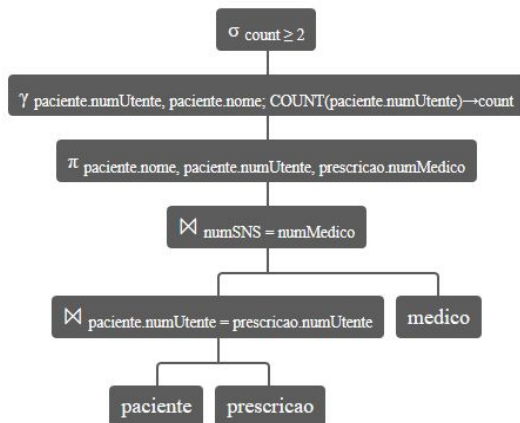 σ count ≥ 2
γ paciente.numUtente, paciente.nome; COUNT(paciente.numUtente)→count
π paciente.nome, paciente.numUtente, prescricao.numMedico
⋈ numSNS = numMedico
⋈ paciente.numUtente = prescricao.numUtente
medico
paciente
prescricao